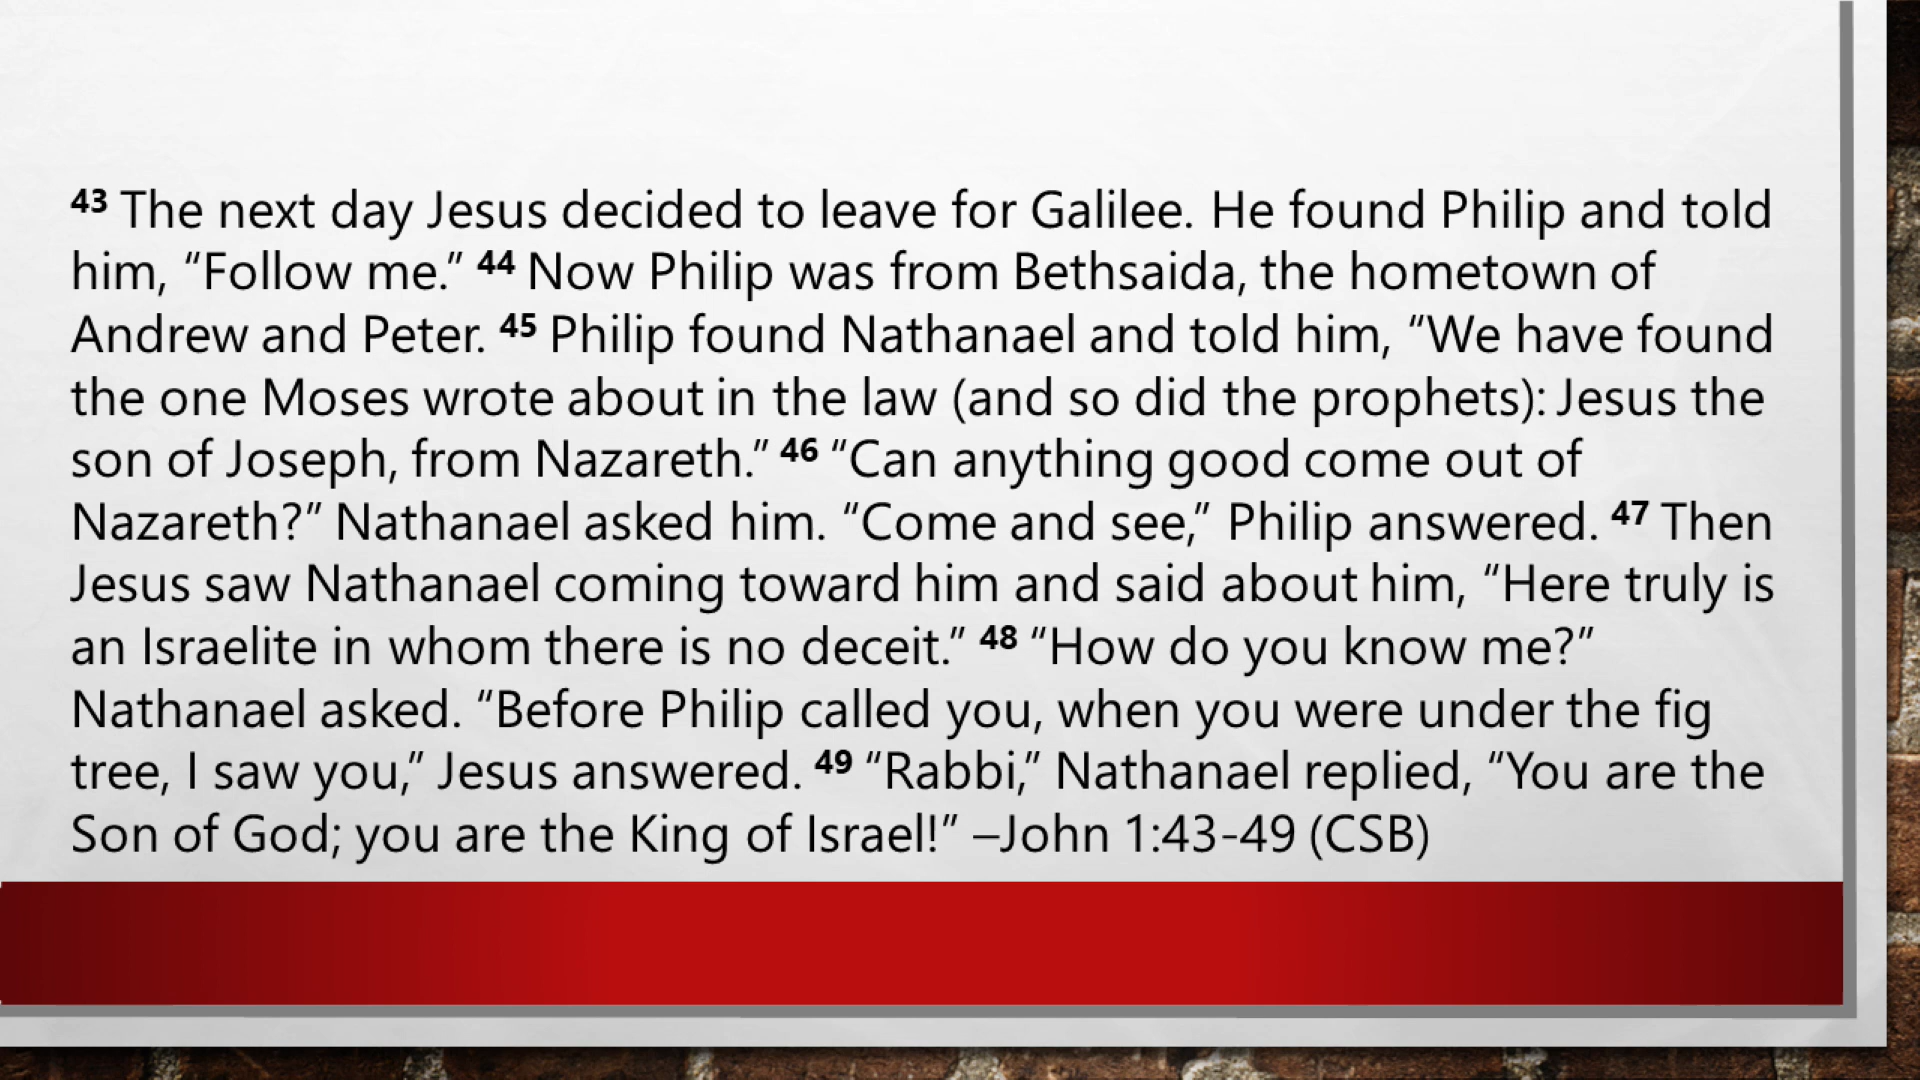 43 The next day Jesus decided to leave for Galilee. He found Philip and told
him, “Follow me.” 44 Now Philip was from Bethsaida, the hometown of
Andrew and Peter. 45 Philip found Nathanael and told him, “We have found
the one Moses wrote about in the law (and so did the prophets): Jesus the
son of Joseph, from Nazareth.” 46 “Can anything good come out of
Nazareth?” Nathanael asked him. “Come and see,” Philip answered. 47 Then
Jesus saw Nathanael coming toward him and said about him, “Here truly is
an Israelite in whom there is no deceit.” 48 “How do you know me?”
Nathanael asked. “Before Philip called you, when you were under the fig
tree, I saw you,” Jesus answered. 49 “Rabbi,” Nathanael replied, “You are the
Son of God; you are the King of Israel!” –John 1:43-49 (CSB)